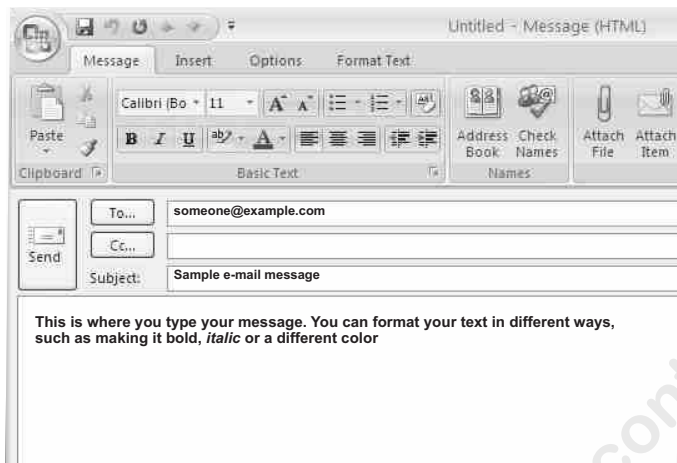 Untitled - Message (HTML)
Message Insert Options Format Text
Calibri (Bo 11
Paste
B I U ab A
Address Book
Check Names
Attach File
Attach Item
Clipboard
Basic Text
Names
To...
someone@example.com
Cc...
Send
Subject:
Sample e-mail message
This is where you type your message. You can format your text in different ways,
such as making it bold, italic or a different color